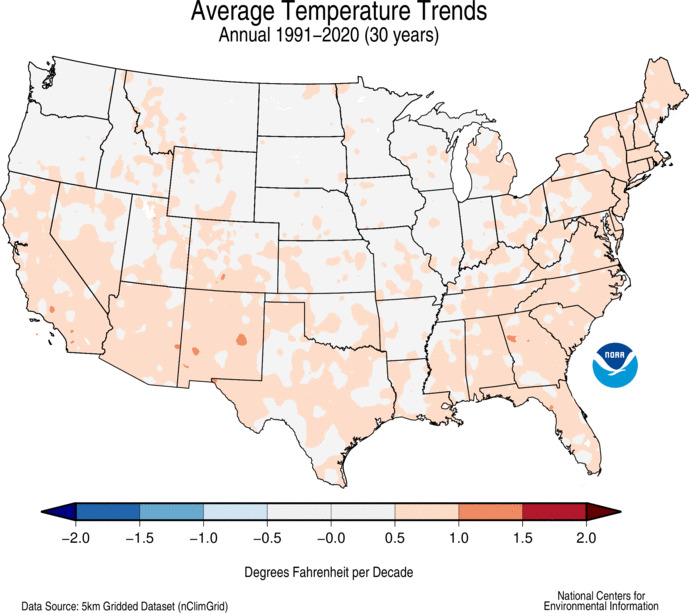 Average Temperature Trends
Annual 1991–2020 (30 years)
NOAA
−2.0 −1.5 −1.0 −0.5 −0.0 0.5 1.0 1.5 2.0
Degrees Fahrenheit per Decade
Data Source: 5km Gridded Dataset (nClimGrid)
National Centers for
Environmental Information